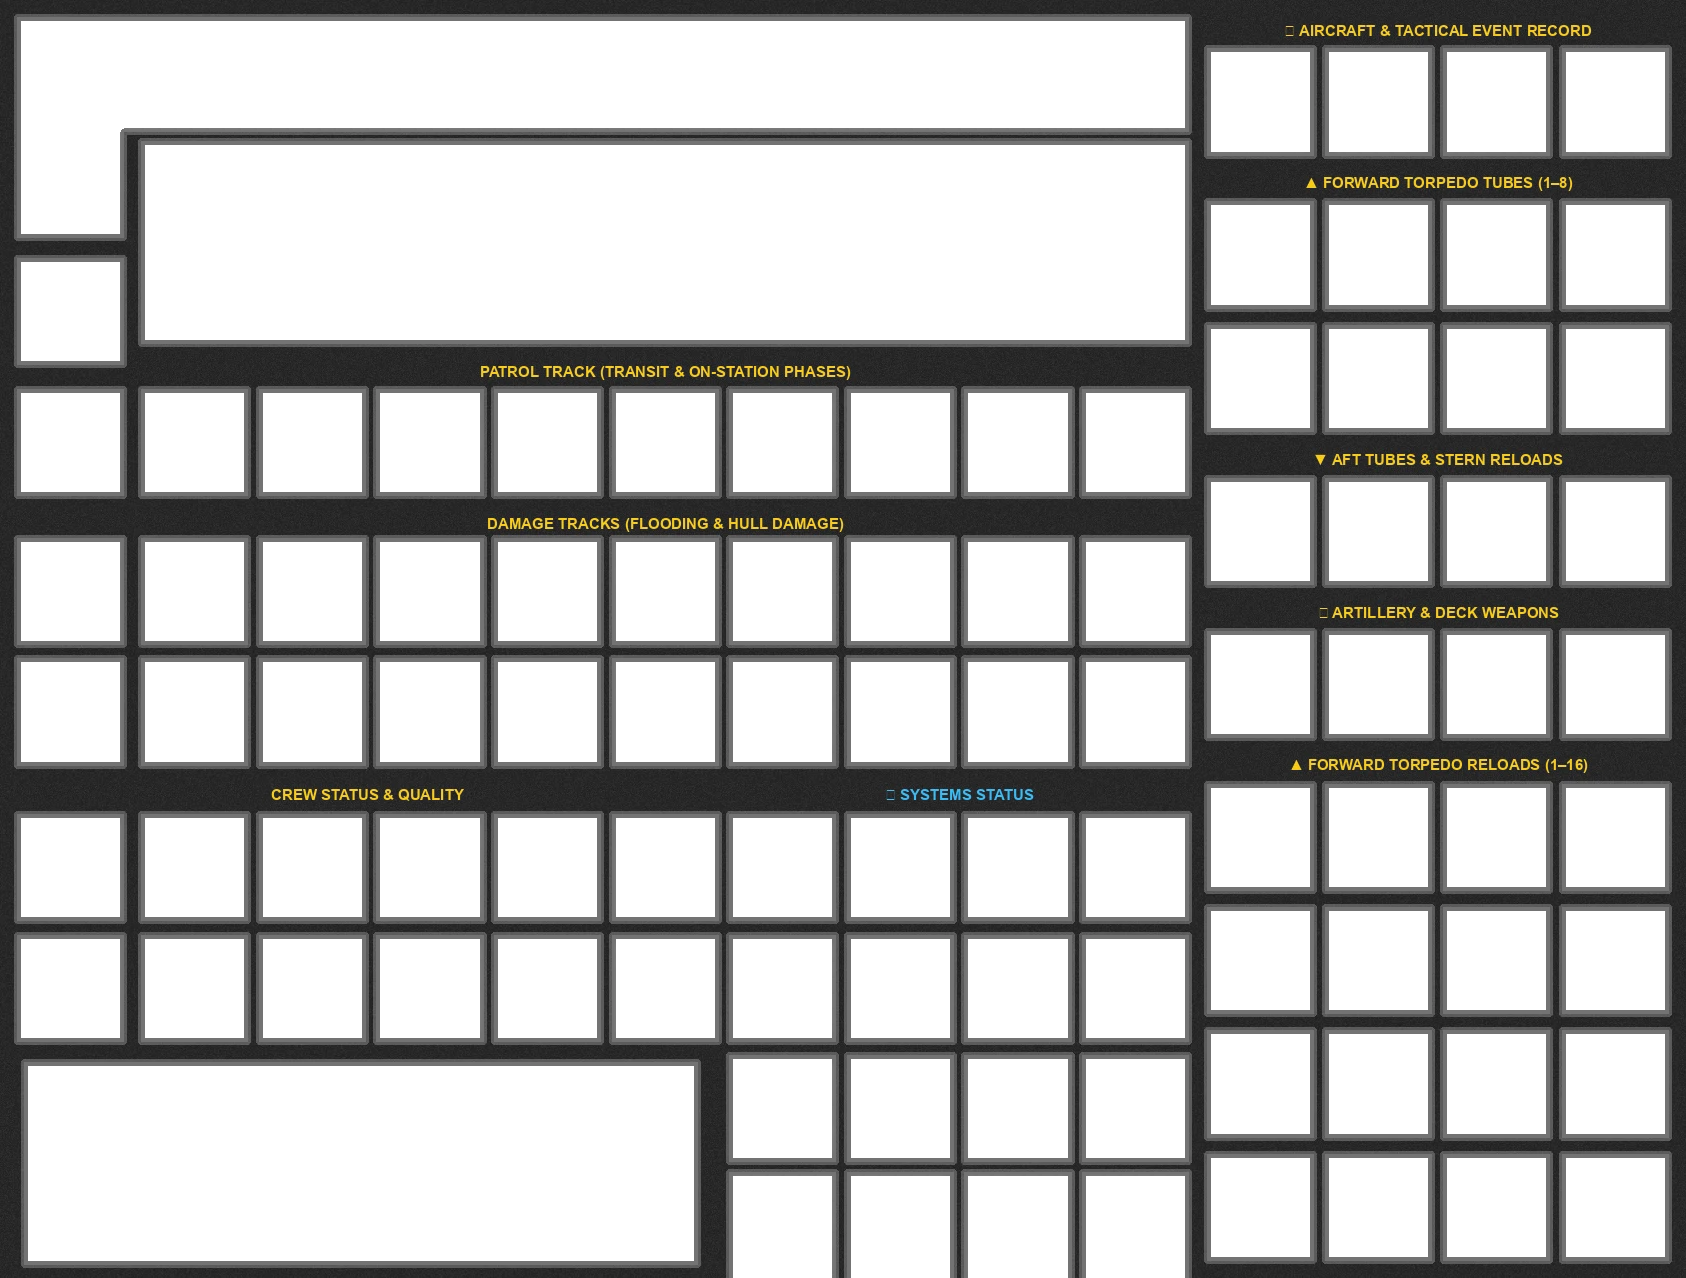 AIRCRAFT & TACTICAL EVENT RECORD
▲ FORWARD TORPEDO TUBES (1–8)
PATROL TRACK (TRANSIT & ON-STATION PHASES)
▼ AFT TUBES & STERN RELOADS
DAMAGE TRACKS (FLOODING & HULL DAMAGE)
ARTILLERY & DECK WEAPONS
▲ FORWARD TORPEDO RELOADS (1–16)
CREW STATUS & QUALITY
SYSTEMS STATUS